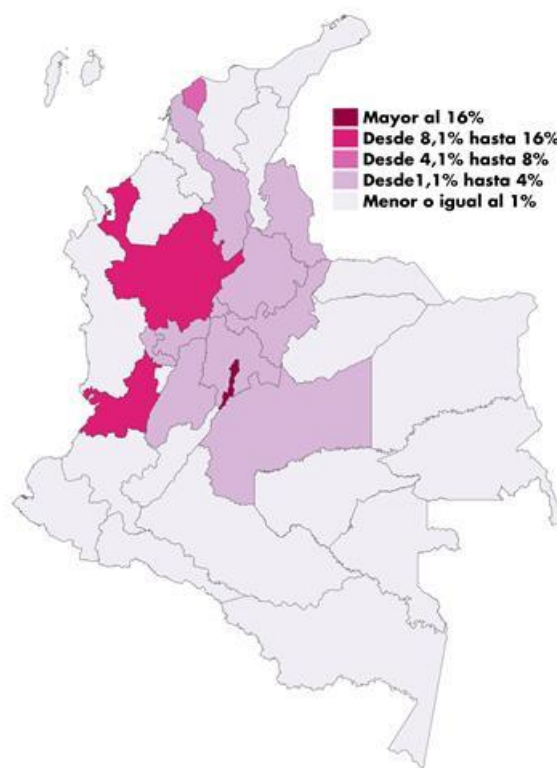 Mayor al 16%
Desde 8,1% hasta 16%
Desde 4,1% hasta 8%
Desde1,1% hasta 4%
Menor o igual al 1%